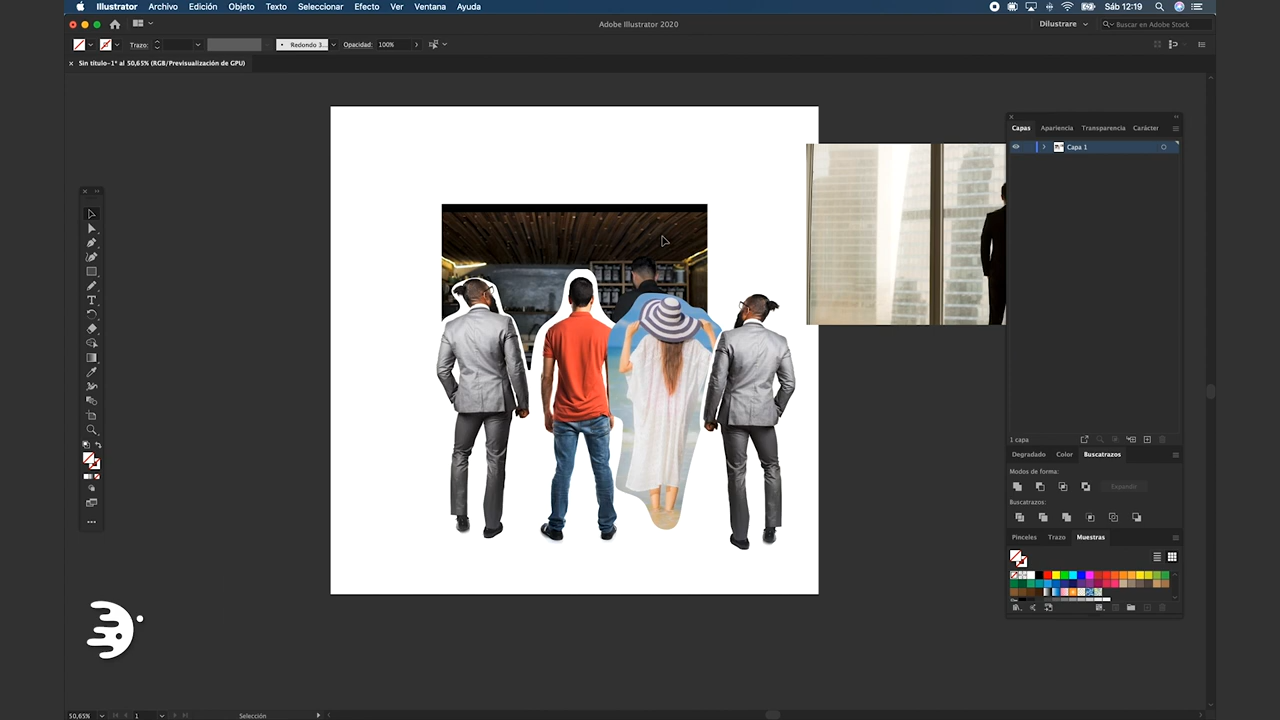 Illustrator Archivo Edición Objeto Texto Seleccionar Efecto Ver Ventana Ayuda Sáb 12:19
Adobe Illustrator 2020 Dilustrare Buscar en Adobe Stock
Trazo: Redondo 3... Opacidad: 100%
Sin título-1* al 50,65% (RGB/Previsualización de GPU)
Capas Apariencia Transparencia Carácter
Capa 1
1 capa
Degradado Color Buscatrazos
Modos de forma:
Expandir
Buscatrazos:
Pinceles Trazo Muestras
50,65% 1 Selección